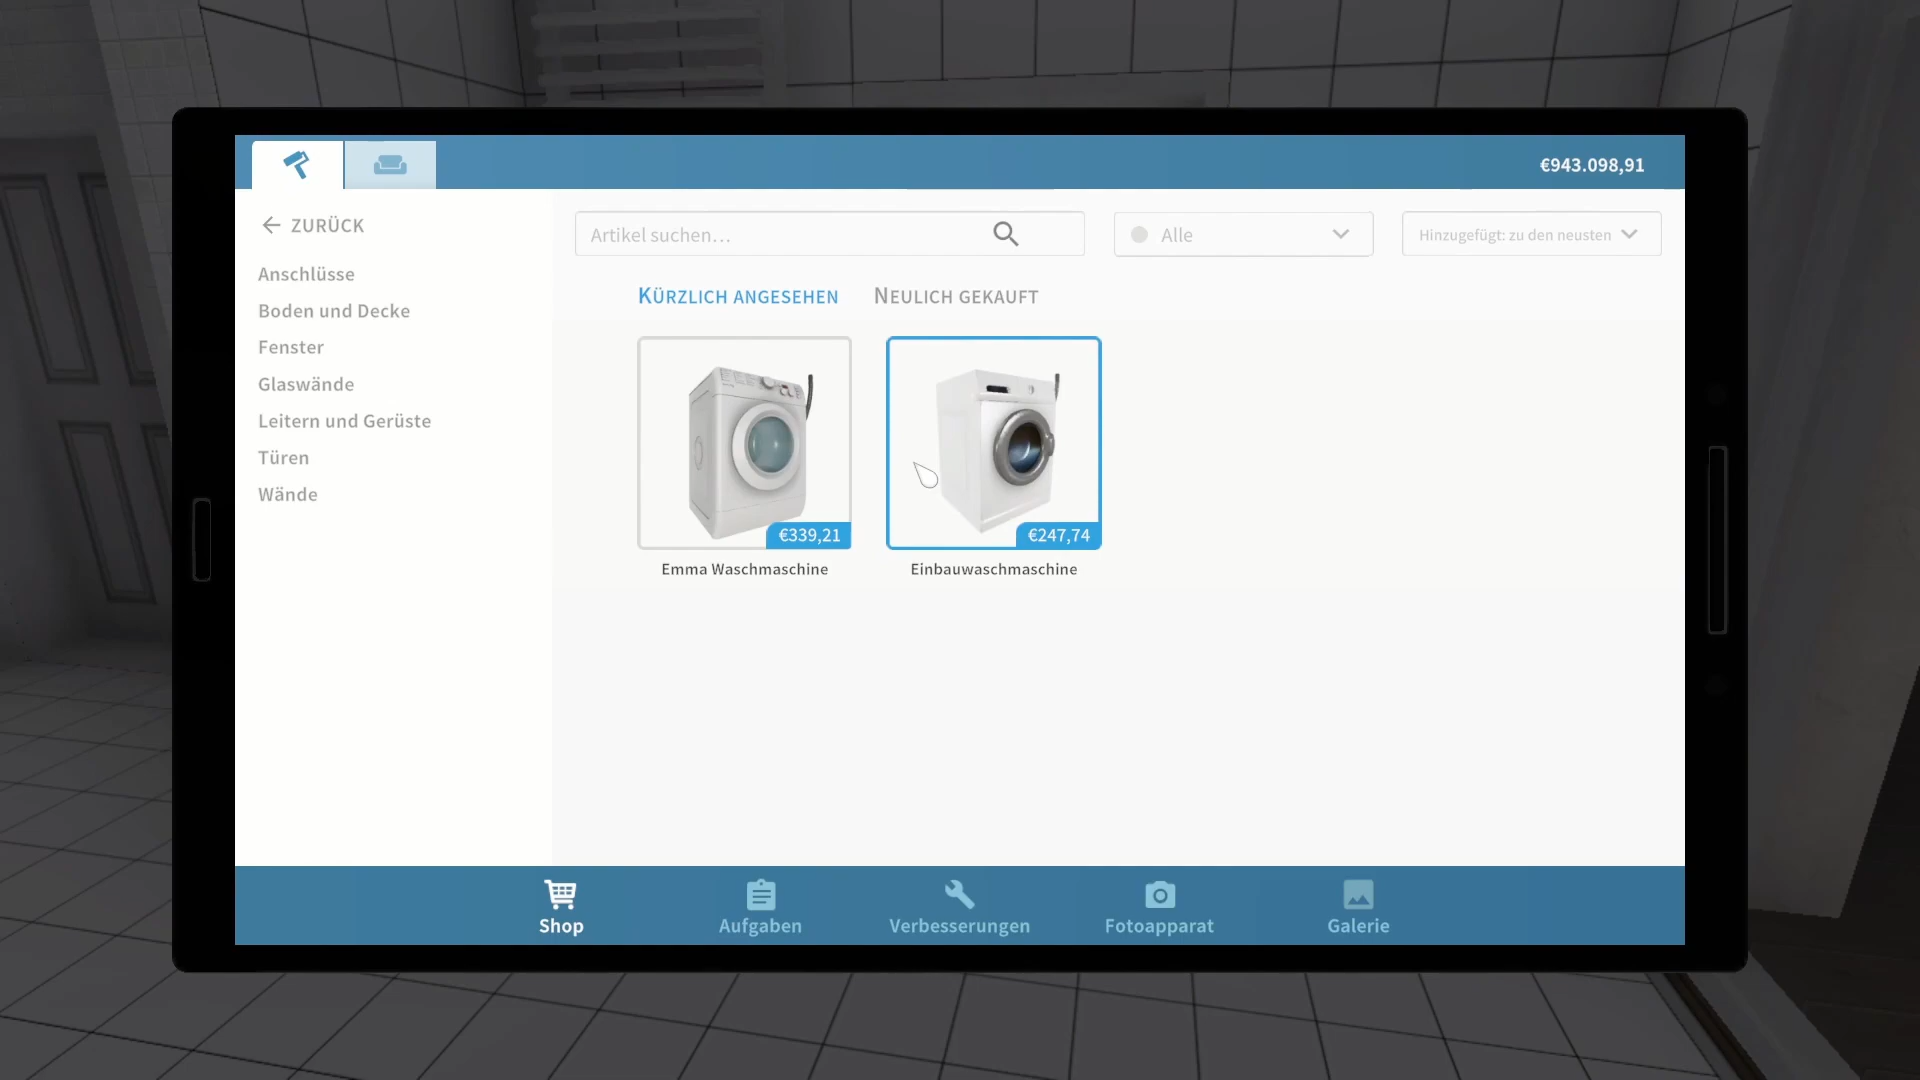 €943.098,91
ZURÜCK
Anschlüsse
Boden und Decke
Fenster
Glaswände
Leitern und Gerüste
Türen
Wände
Artikel suchen...
Alle
Hinzugefügt: zu den neusten
KÜRZLICH ANGESEHEN
NEULICH GEKAUFT
€339,21
€247,74
Emma Waschmaschine
Einbauwaschmaschine
Shop
Aufgaben
Verbesserungen
Fotoapparat
Galerie